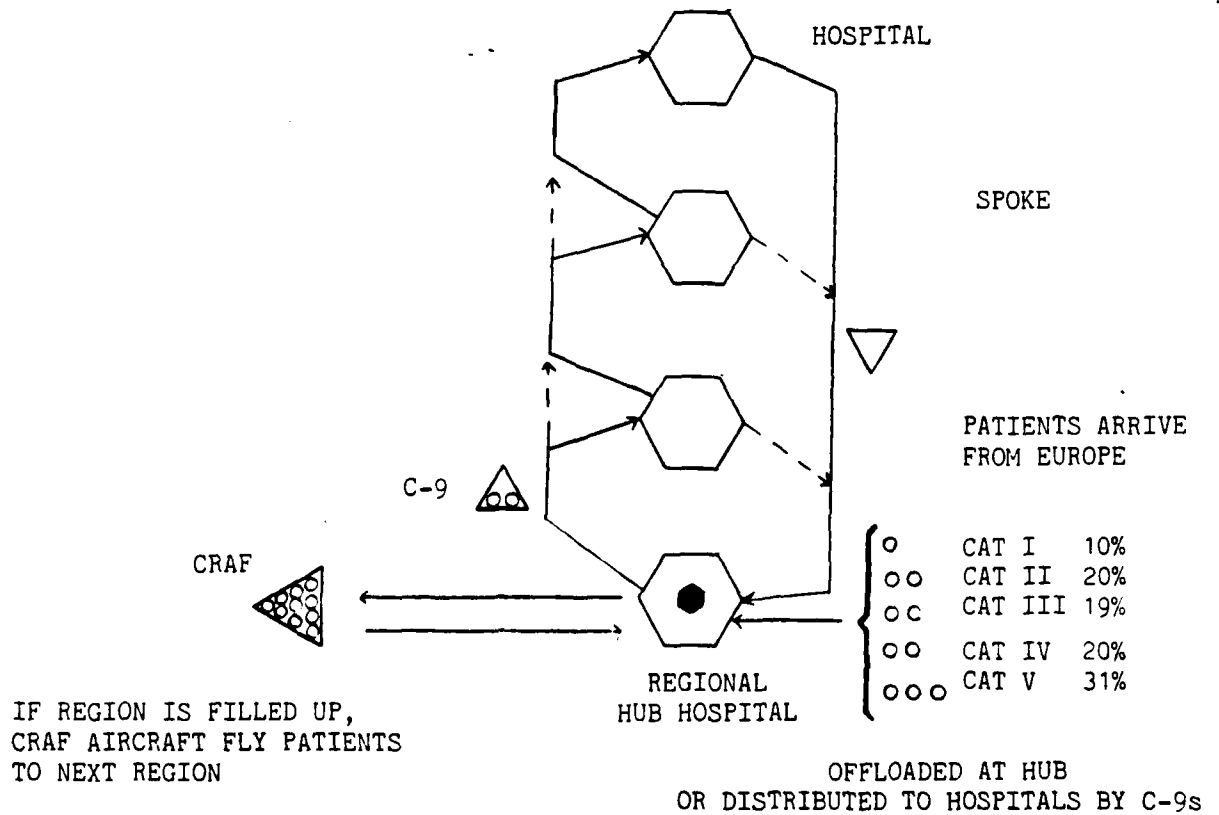 HOSPITAL
SPOKE
PATIENTS ARRIVE
FROM EUROPE
C-9
CRAF
CAT I 10%
CAT II 20%
CAT III 19%
CAT IV 20%
CAT V 31%
REGIONAL
HUB HOSPITAL
IF REGION IS FILLED UP,
CRAF AIRCRAFT FLY PATIENTS
TO NEXT REGION
OFFLOADED AT HUB
OR DISTRIBUTED TO HOSPITALS BY C-9s